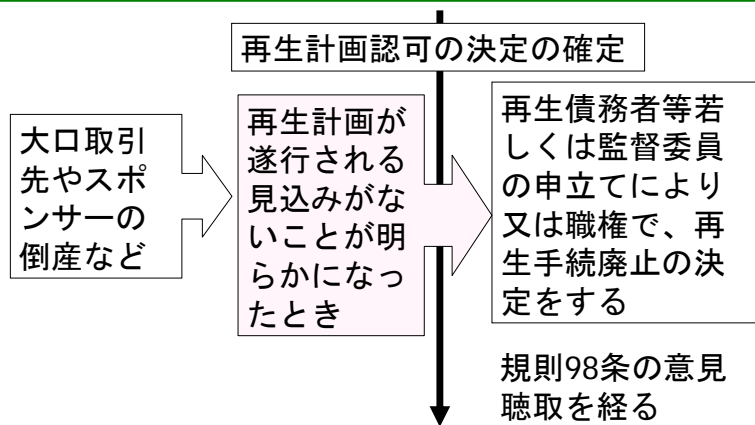 再生計画認可の決定の確定
大口取引
先やスポ
ンサーの
倒産など
再生計画が
遂行される
見込みがな
いことが明
らかになっ
たとき
再生債務者等若
しくは監督委員
の申立てにより
又は職権で、再
生手続廃止の決
定をする
規則98条の意見
聴取を経る